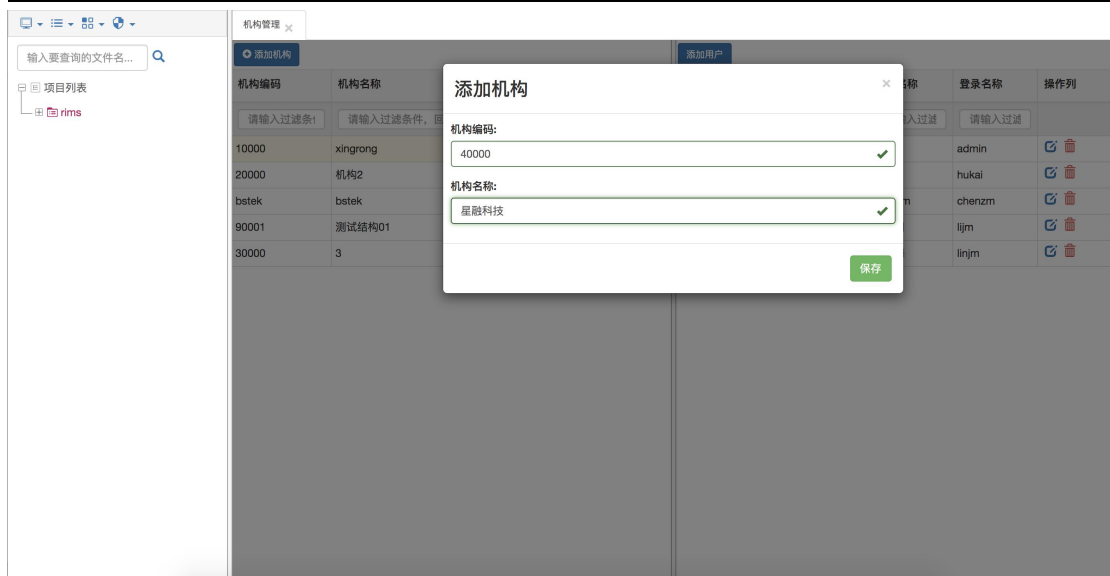 机构管理
输入要查询的文件名...
项目列表
rims
添加机构
添加用户
机构编码 机构名称 称 登录名称 操作列
请输入过滤条 请输入过滤条件, 回 入过滤 请输入过滤
10000 xingrong admin
20000 机构2 hukai
bstek bstek m chenzm
90001 测试结构01 lijm
30000 3 linjm
添加机构
×
机构编码:
40000
机构名称:
星融科技
保存